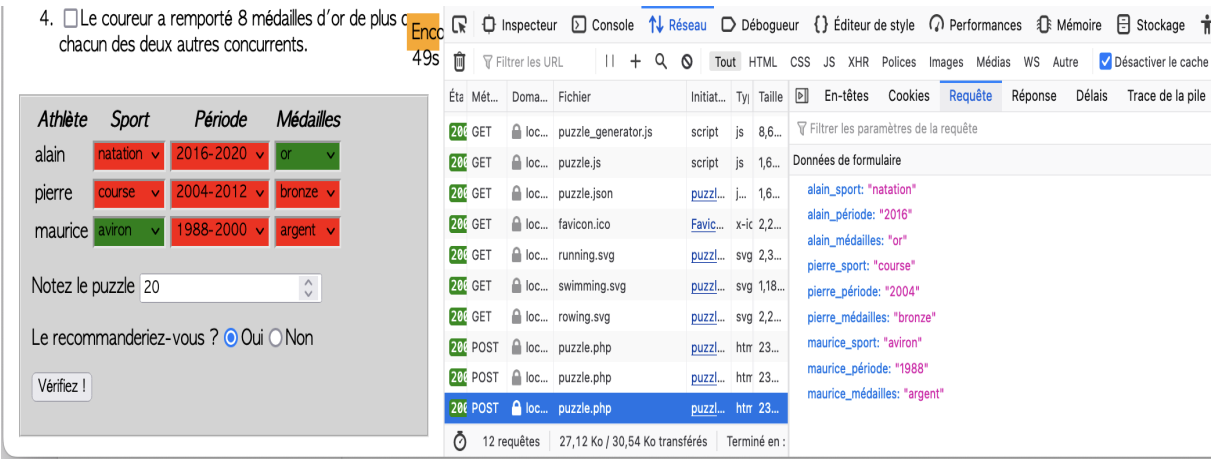 4. Le coureur a remporté 8 médailles d'or de plus
chacun des deux autres concurrents.
Enco
49s
Athlète Sport Période Médailles
alain natation 2016-2020 or
pierre course 2004-2012 bronze
maurice aviron 1988-2000 argent
Notez le puzzle 20
Le recommanderiez-vous ? Oui Non
Vérifiez !
Inspecteur Console Réseau Débogueur {} Éditeur de style Performances Mémoire Stockage
Filtrer les URL Tout HTML CSS JS XHR Polices Images Médias WS Autre Désactiver le cache
Éta Mét... Doma... Fichier Initiat... Ty Taille
200 GET loc... puzzle_generator.js script js 8,6...
200 GET loc... puzzle.js script js 1,6...
200 GET loc... puzzle.json puzzl... j... 1,6...
200 GET loc... favicon.ico Favic... x-ic 2,2...
200 GET loc... running.svg puzzl... svg 2,3...
200 GET loc... swimming.svg puzzl... svg 1,18...
200 GET loc... rowing.svg puzzl... svg 2,2...
200 POST loc... puzzle.php puzzl... htm 23...
200 POST loc... puzzle.php puzzl... htm 23...
200 POST loc... puzzle.php puzzl... htm 23...
12 requêtes 27,12 Ko / 30,54 Ko transférés Terminé en :
En-têtes Cookies Requête Réponse Délais Trace de la pile
Filtrer les paramètres de la requête
Données de formulaire
alain_sport: "natation"
alain_période: "2016"
alain_médailles: "or"
pierre_sport: "course"
pierre_période: "2004"
pierre_médailles: "bronze"
maurice_sport: "aviron"
maurice_période: "1988"
maurice_médailles: "argent"